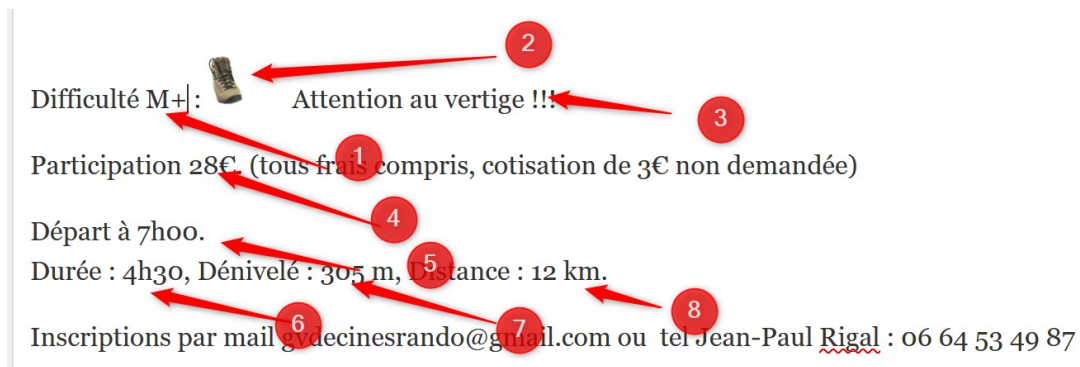 2
Difficulté M+ : Attention au vertige !!!
3
1
Participation 28€. (tous frais compris, cotisation de 3€ non demandée)
4
Départ à 7h00.
5
Durée : 4h30, Dénivelé : 305 m, Distance : 12 km.
6 7 8
Inscriptions par mail gvdecinesrando@gmail.com ou tel Jean-Paul Rigal : 06 64 53 49 87